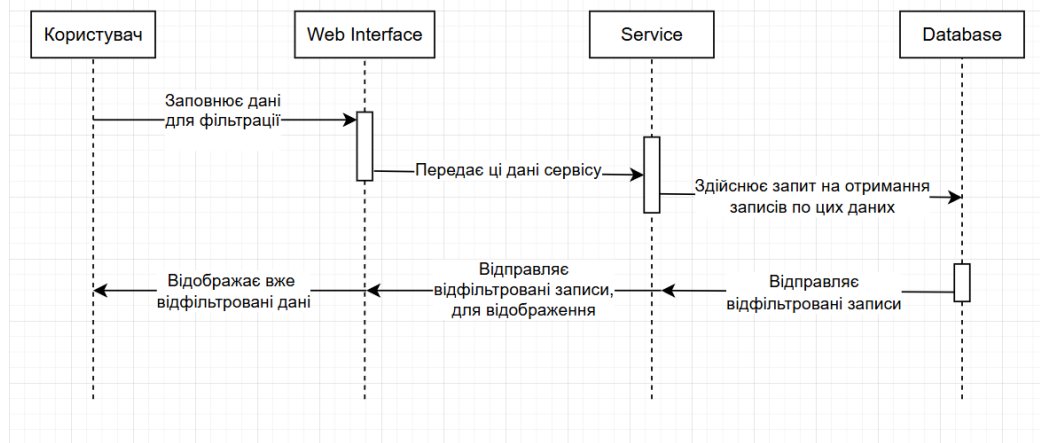 Користувач
Web Interface
Service
Database
Заповнює дані
для фільтрації
Передає ці дані сервісу
Здійснює запит на отримання
записів по цих даних
Відображає вже
відфільтровані дані
Відправляє
відфільтровані записи,
для відображення
Відправляє
відфільтровані записи